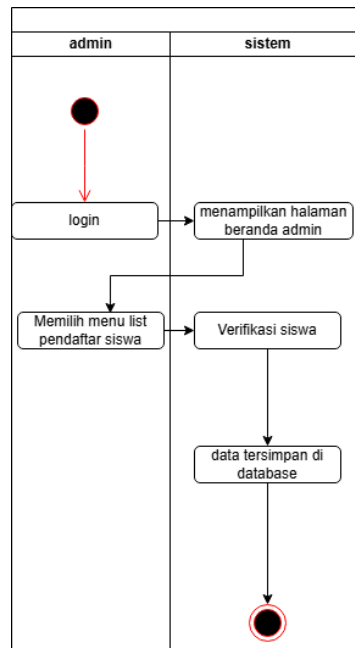 admin
sistem
login
menampilkan halaman
beranda admin
Memilih menu list
pendaftar siswa
Verifikasi siswa
data tersimpan di
database